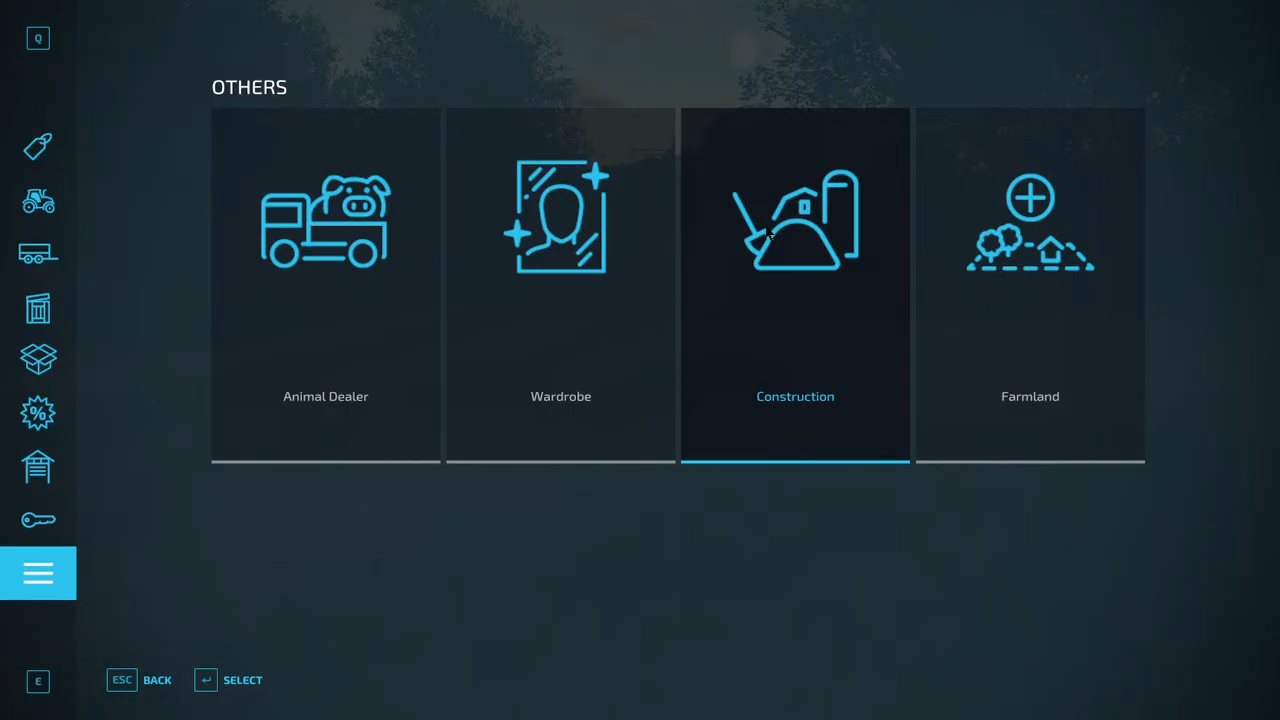 Q
OTHERS
Animal Dealer
Wardrobe
Construction
Farmland
%
E
ESC BACK ↵ SELECT